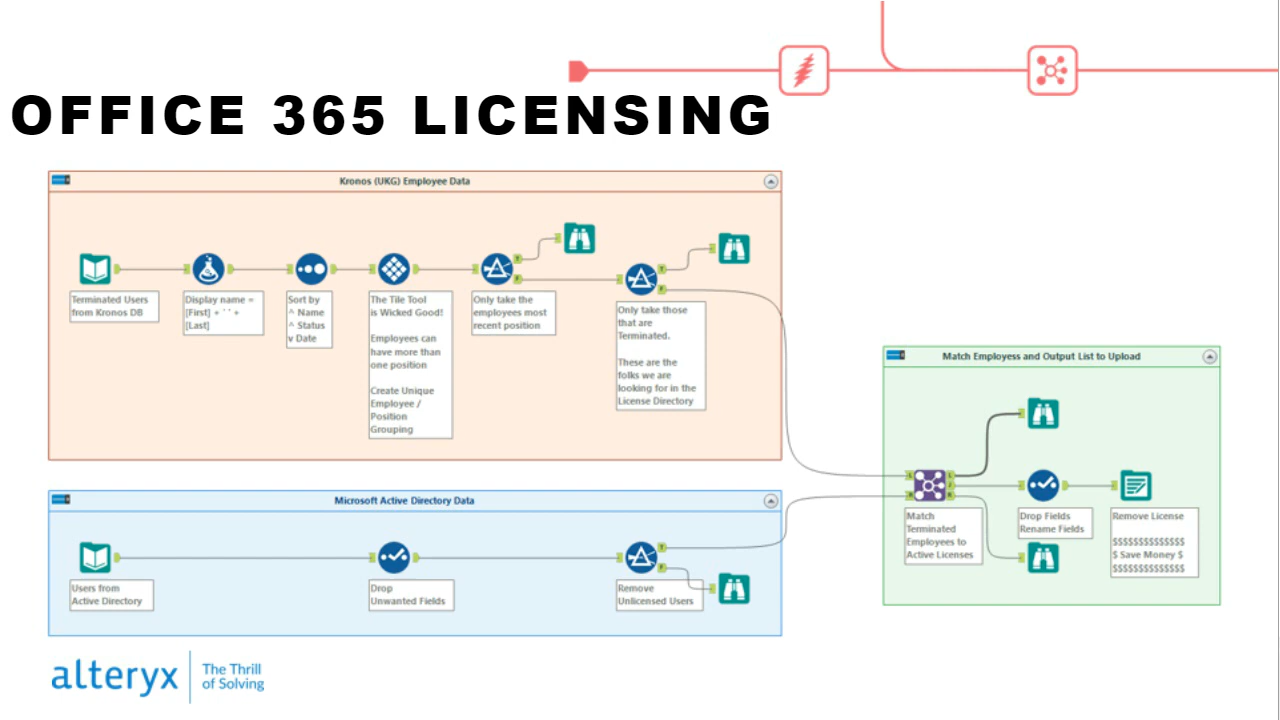 OFFICE 365 LICENSING
Kronos (UKG) Employee Data
Terminated Users
from Kronos DB
Display name =
[First] + ' ' +
[Last]
Sort by
^ Name
^ Status
v Date
The Tile Tool
is Wicked Good!
Employees can
have more than
one position
Create Unique
Employee /
Position
Grouping
Only take the
employees most
recent position
Only take those
that are
Terminated.
These are the
folks we are
looking for in the
License Directory
T
F
T
F
Microsoft Active Directory Data
Users from
Active Directory
Drop
Unwanted Fields
Remove
Unlicensed Users
T
F
Match Employess and Output List to Upload
L
R
L
J
R
Match
Terminated
Employees to
Active Licenses
Drop Fields
Rename Fields
Remove License
$$$$$$$$$$$$$$
$ Save Money $
$$$$$$$$$$$$$$
alteryx
The Thrill
of Solving